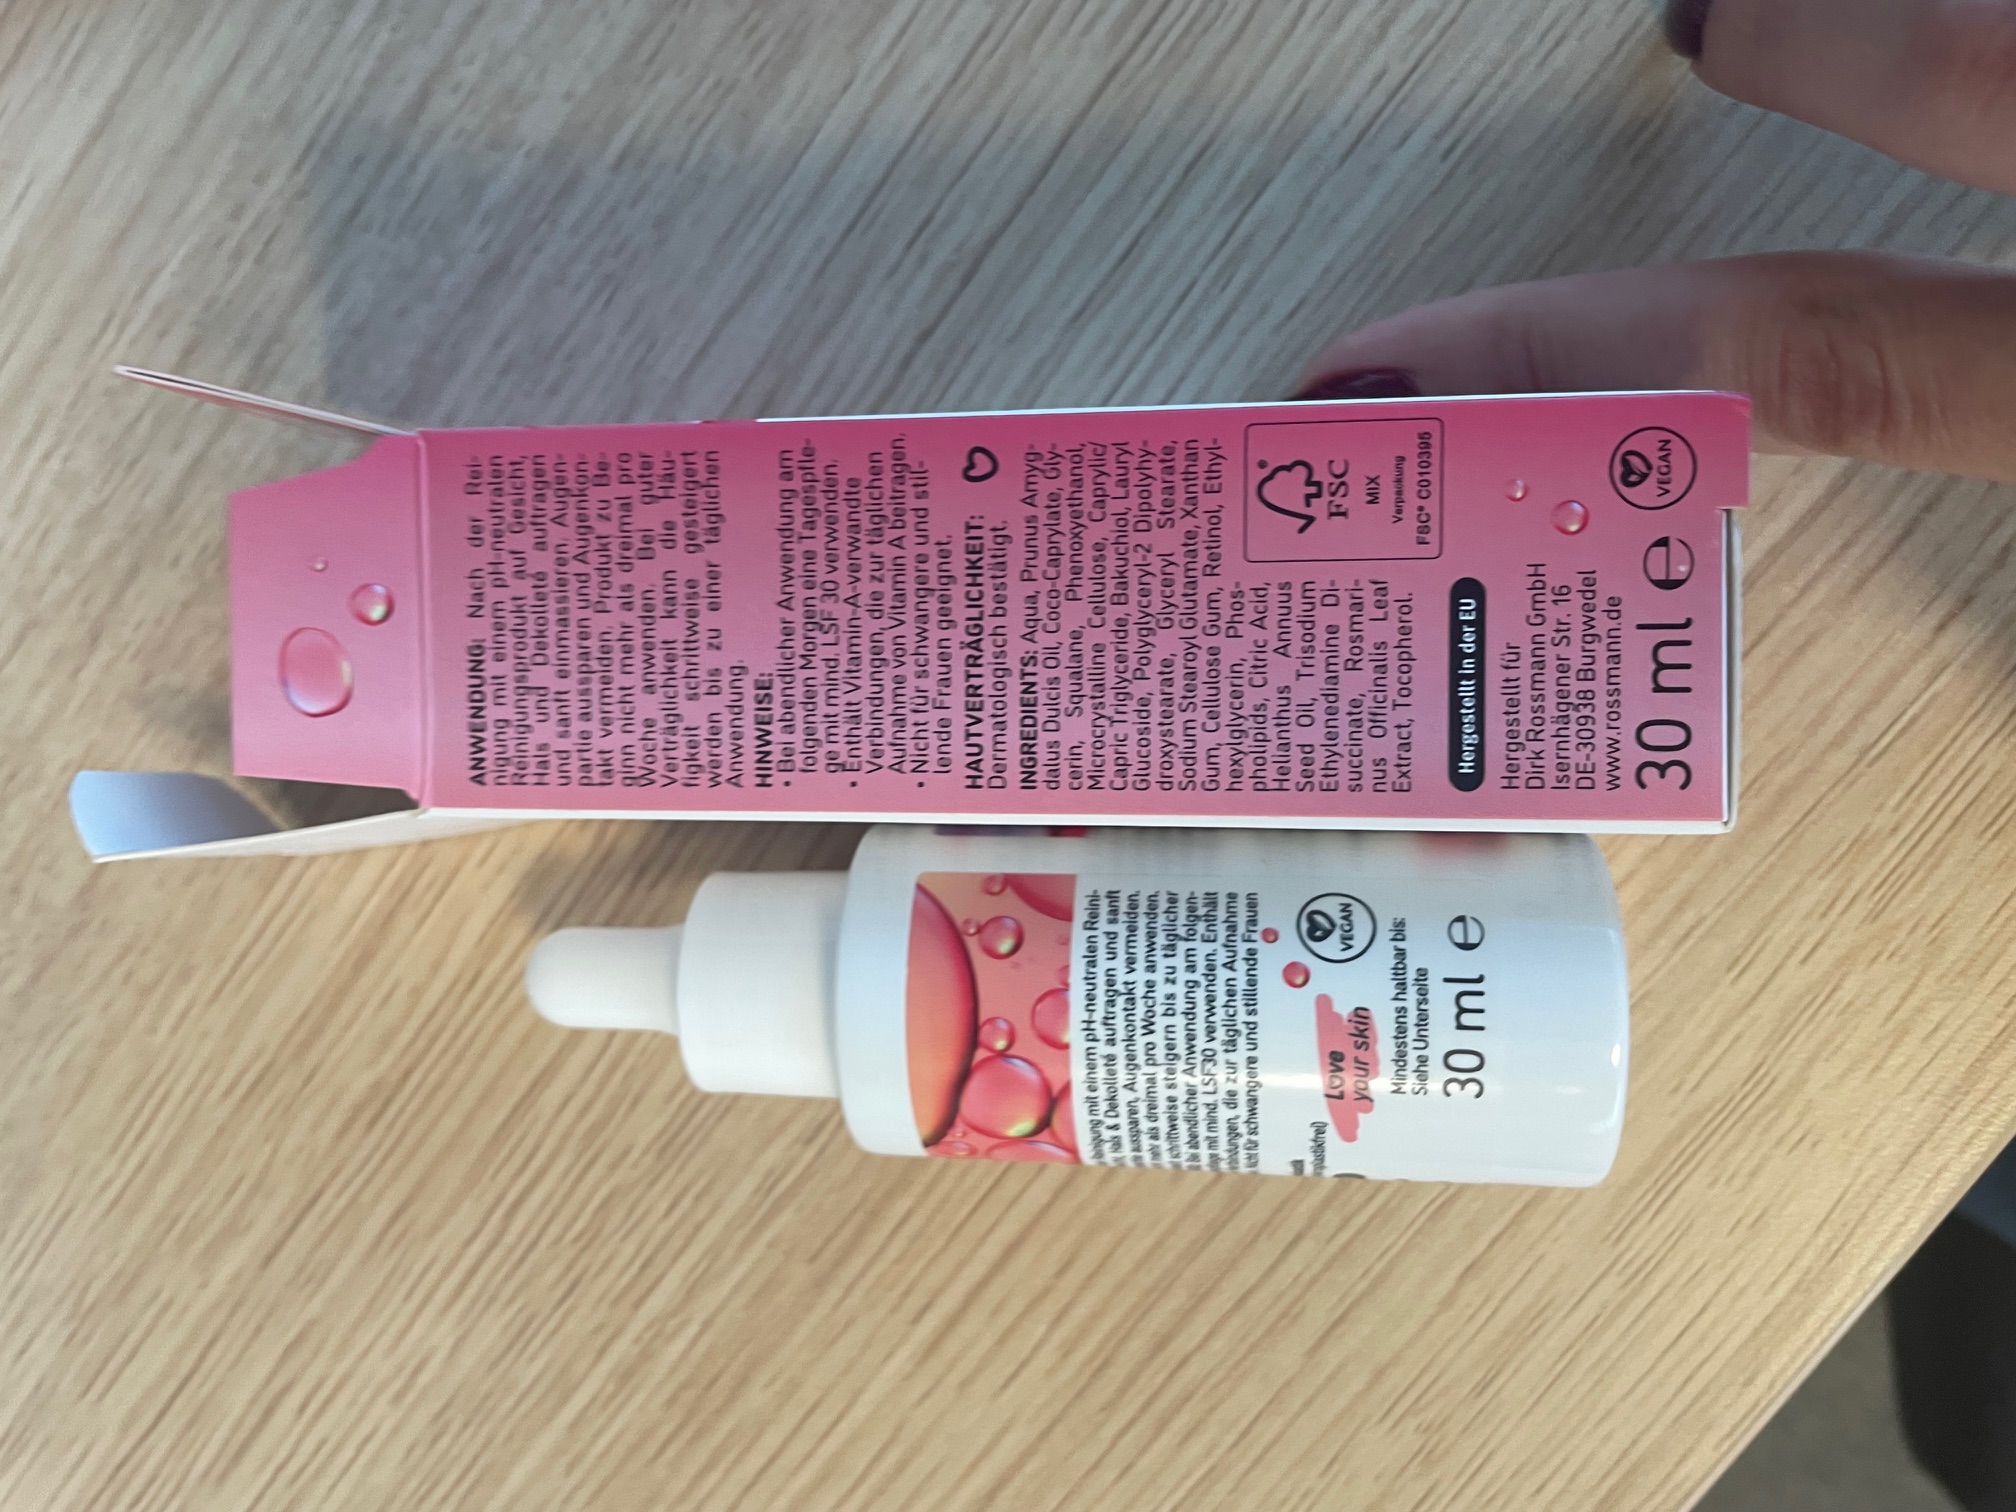 ANWENDUNG: Nach der Rei-
nigung mit einem pH-neutralen
Reinigungsprodukt auf Gesicht,
Hals und Dekolleté auftragen
und sanft einmassieren. Augen-
partie aussparen und Augenkon-
takt vermeiden. Produkt zu Be-
ginn nicht mehr als dreimal pro
Woche anwenden. Bei guter
Verträglichkeit kann die Häu-
figkeit schrittweise gesteigert
werden bis zu einer täglichen
Anwendung.
HINWEISE:
• Bei abendlicher Anwendung am
folgenden Morgen eine Tagespfle-
ge mit mind. LSF 30 verwenden.
• Enthält Vitamin-A-verwandte
Verbindungen, die zur täglichen
Aufnahme von Vitamin A beitragen.
• Nicht für schwangere und stil-
lende Frauen geeignet.
HAUTVERTRÄGLICHKEIT:
Dermatologisch bestätigt.
INGREDIENTS: Aqua, Prunus Amyg-
dalus Dulcis Oil, Coco-Caprylate, Gly-
cerin, Squalane, Phenoxyethanol,
Microcrystalline Cellulose, Caprylic/
Capric Triglyceride, Bakuchiol, Lauryl
Glucoside, Polyglyceryl-2 Dipolyhy-
droxystearate, Glyceryl Stearate,
Sodium Stearoyl Glutamate, Xanthan
Gum, Cellulose Gum, Retinol, Ethyl-
hexylglycerin, Phos-
pholipids, Citric Acid,
Helianthus Annuus
Seed Oil, Trisodium
Ethylenediamine Di-
succinate, Rosmari-
nus Officinalis Leaf
Extract, Tocopherol.
FSC
MIX
Verpackung
FSC® C010395
Hergestellt in der EU
Hergestellt für
Dirk Rossmann GmbH
Isernhägener Str. 16
DE-30938 Burgwedel
www.rossmann.de
30 ml e
VEGAN
mit einem pH-neutralen Reini-
Hals & Dekolleté auftragen und sanft
aussparen, Augenkontakt vermeiden.
als dreimal pro Woche anwenden.
schrittweise steigern bis zu täglicher
Bei abendlicher Anwendung am folgen-
mit mind. LSF30 verwenden. Enthält
die zur täglichen Aufnahme
Nicht für schwangere und stillende Frauen
Love
your skin
VEGAN
Mindestens haltbar bis:
Siehe Unterseite
30 ml e